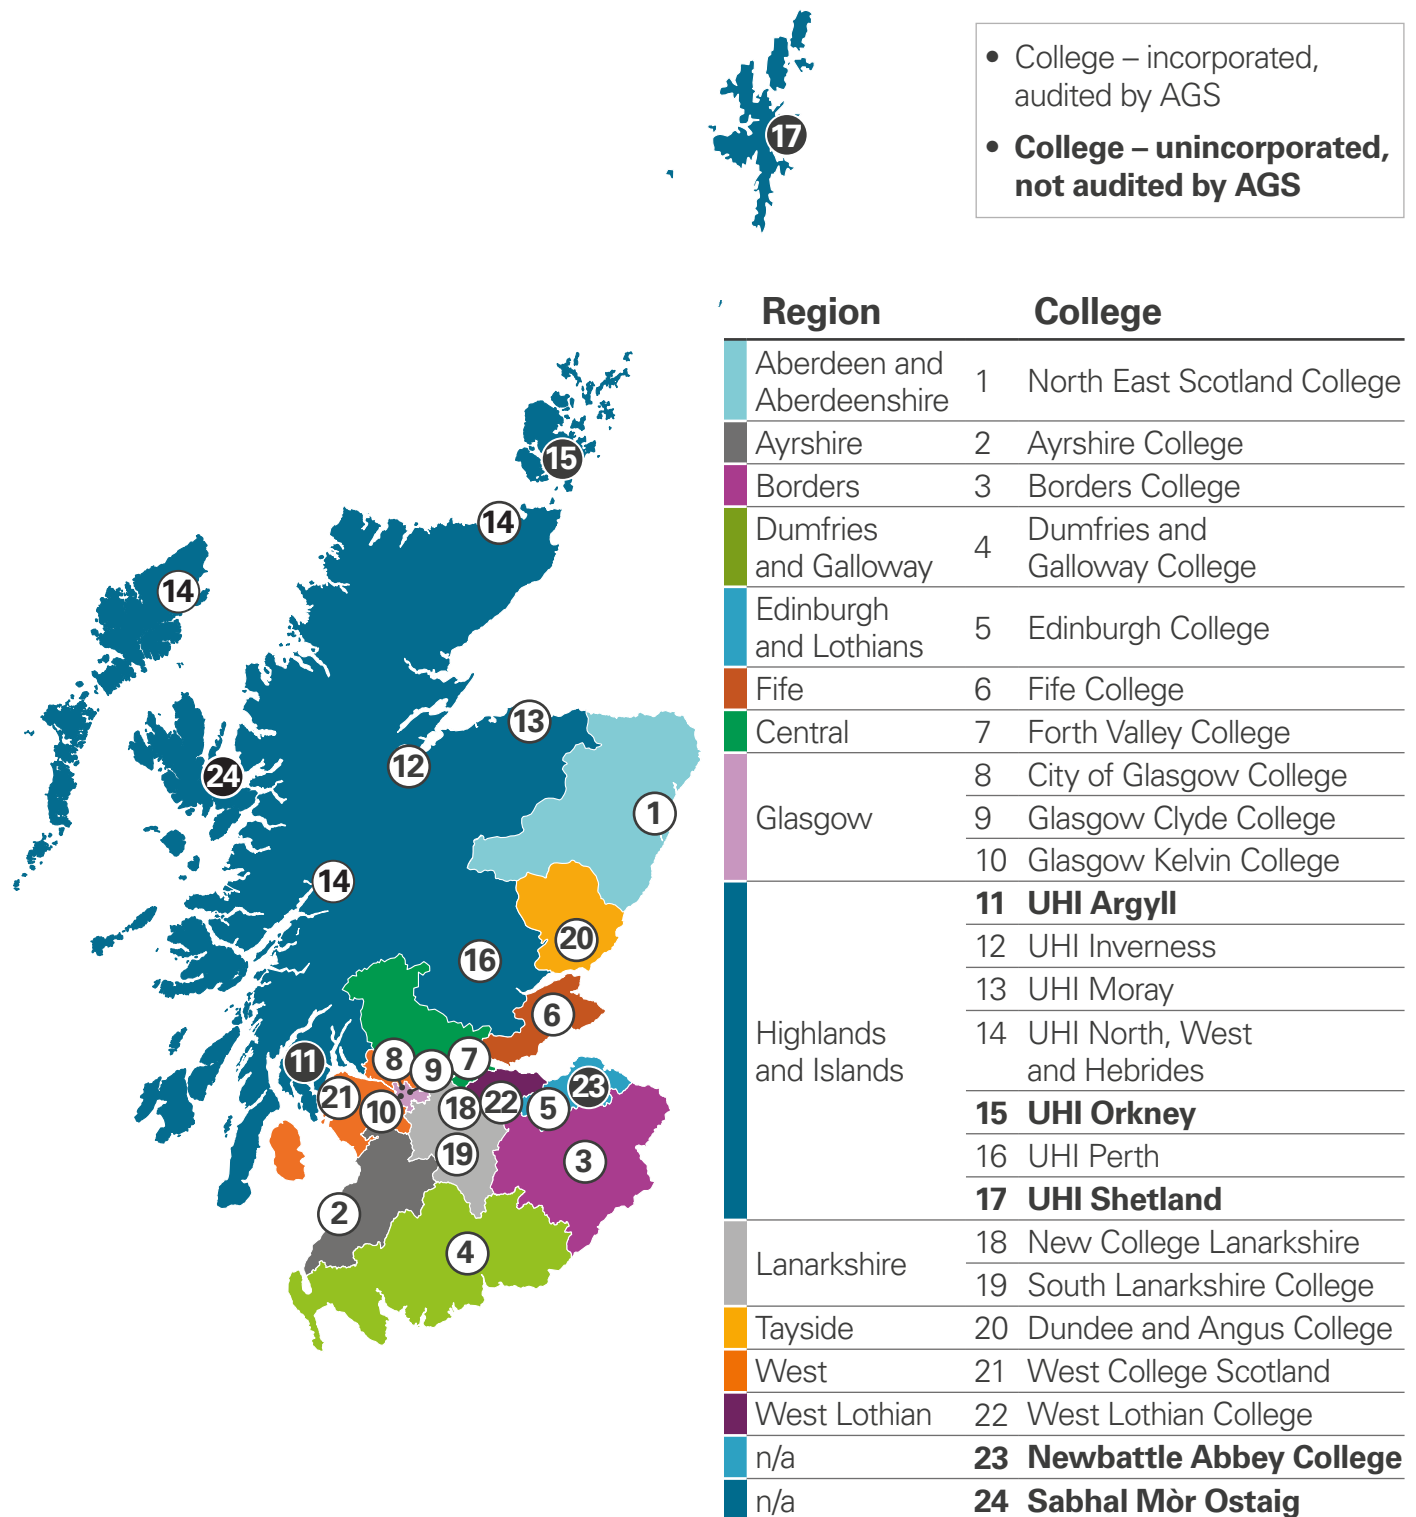 • College – incorporated,
audited by AGS
• College – unincorporated,
not audited by AGS
17
15
14
14
13
12
24
1
14
20
16
6
8
9
7
11
21
10
18
22
5
23
19
3
2
4
Region College
Aberdeen and
Aberdeenshire
1 North East Scotland College
Ayrshire 2 Ayrshire College
Borders 3 Borders College
Dumfries
and Galloway
4 Dumfries and
Galloway College
Edinburgh
and Lothians
5 Edinburgh College
Fife 6 Fife College
Central 7 Forth Valley College
Glasgow
8 City of Glasgow College
9 Glasgow Clyde College
10 Glasgow Kelvin College
Highlands
and Islands
11 UHI Argyll
12 UHI Inverness
13 UHI Moray
14 UHI North, West
and Hebrides
15 UHI Orkney
16 UHI Perth
17 UHI Shetland
Lanarkshire
18 New College Lanarkshire
19 South Lanarkshire College
Tayside 20 Dundee and Angus College
West 21 West College Scotland
West Lothian 22 West Lothian College
n/a 23 Newbattle Abbey College
n/a 24 Sabhal Mòr Ostaig